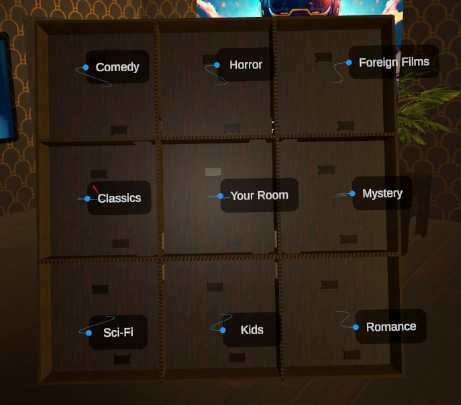 Comedy
Horror
Foreign Films
Classics
Your Room
Mystery
Sci-Fi
Kids
Romance